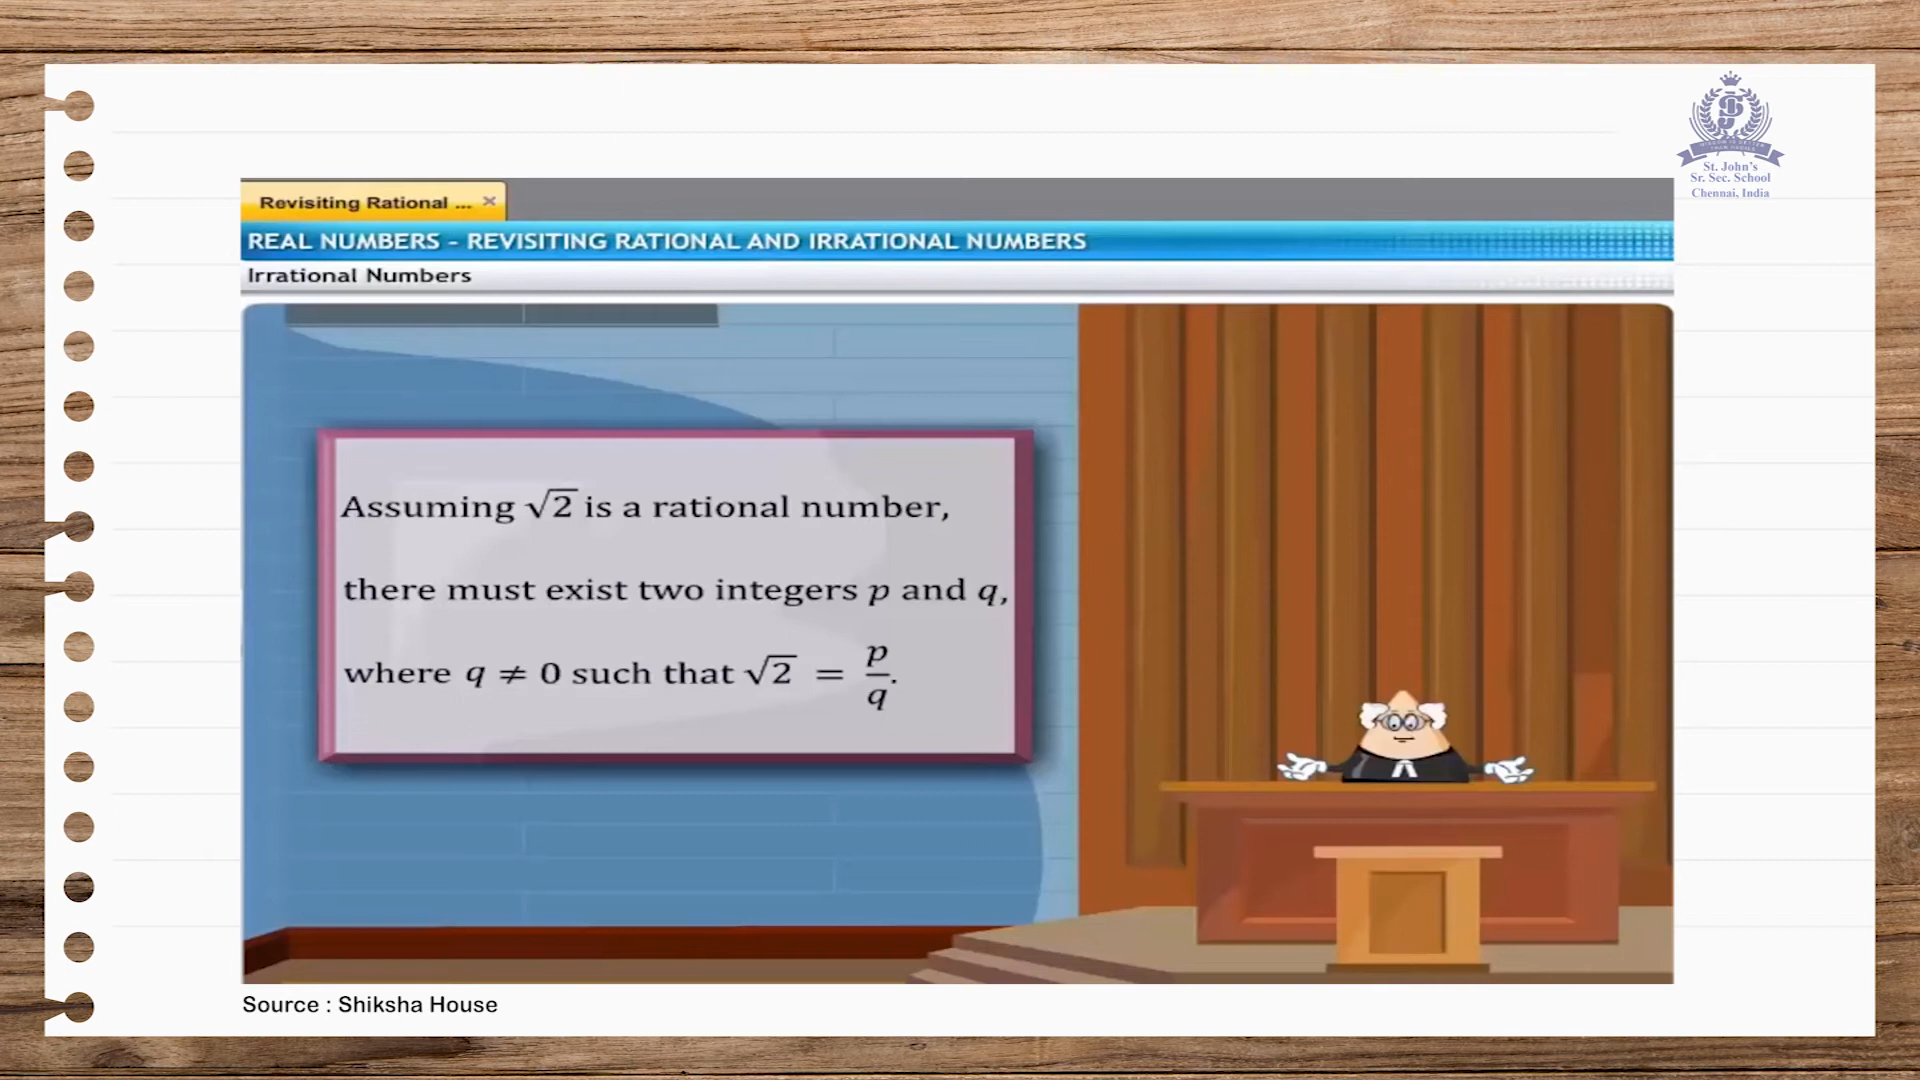 St. John's
Sr. Sec. School
Chennai, India
Revisiting Rational ... ×
REAL NUMBERS - REVISITING RATIONAL AND IRRATIONAL NUMBERS
Irrational Numbers
Assuming √2 is a rational number,
there must exist two integers p and q,
where q ≠ 0 such that √2 = p/q.
Source : Shiksha House